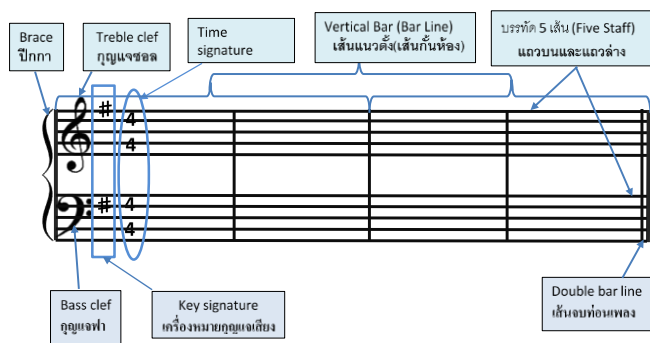 Brace
ปีกกา
Treble clef
กุญแจซอล
Time
signature
Vertical Bar (Bar Line)
เส้นแนวตั้ง(เส้นกั้นห้อง)
บรรทัด 5 เส้น (Five Staff)
แถวบนและแถวล่าง
# 4
4
# 4
4
Bass clef
กุญแจฟา
Key signature
เครื่องหมายกุญแจเสียง
Double bar line
เส้นจบท่อนเพลง